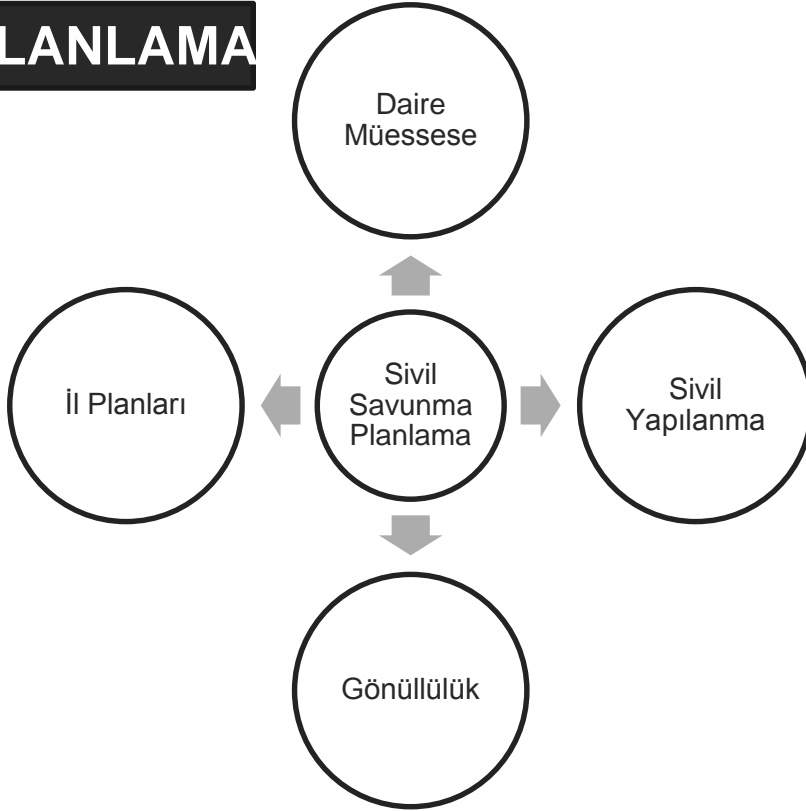 LANLAMA
Daire
Müessese
İl Planları
Sivil
Savunma
Planlama
Sivil
Yapılanma
Gönüllülük